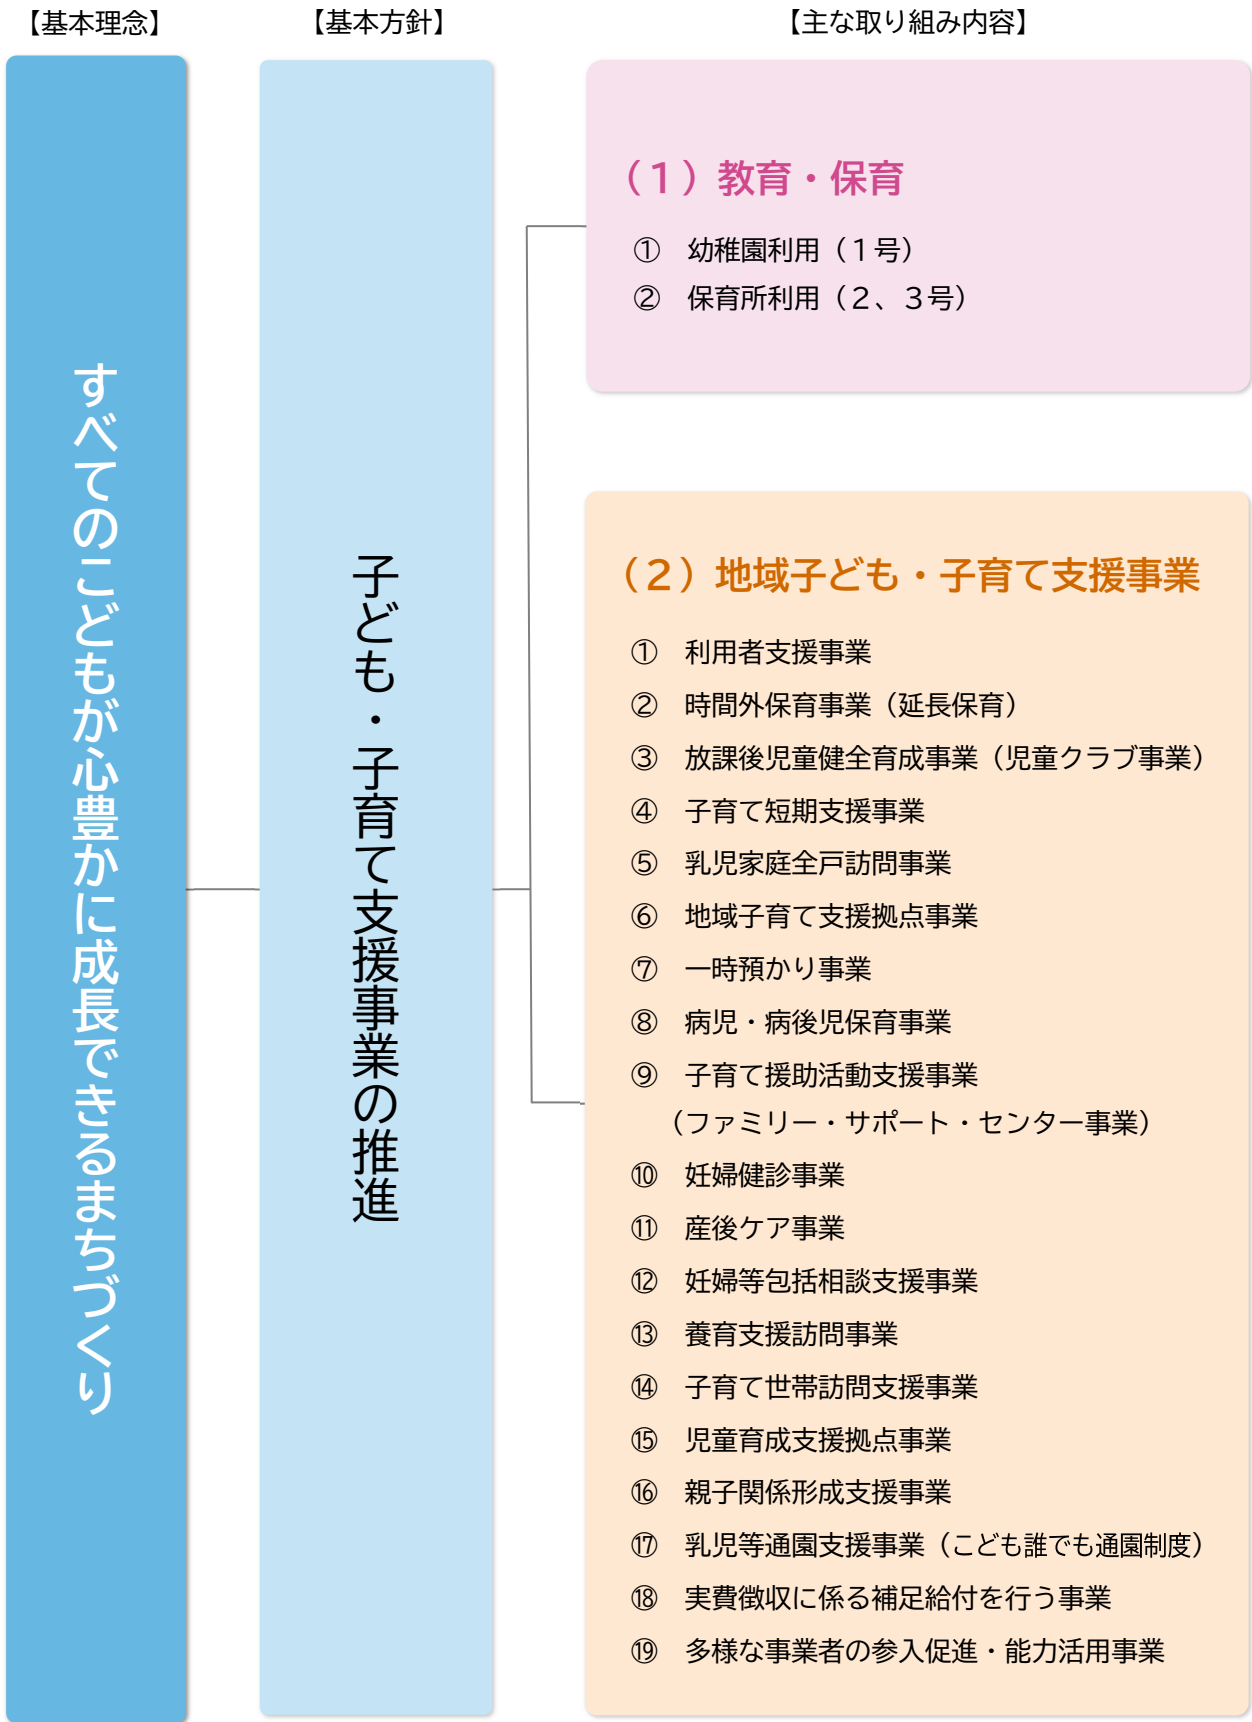 【基本理念】
【基本方針】
【主な取り組み内容】
すべてのこどもが心豊かに成長できるまちづくり
子ども・子育て支援事業の推進
（１）教育・保育
①　幼稚園利用（１号）
②　保育所利用（２、３号）
（２）地域子ども・子育て支援事業
①　利用者支援事業
②　時間外保育事業（延長保育）
③　放課後児童健全育成事業（児童クラブ事業）
④　子育て短期支援事業
⑤　乳児家庭全戸訪問事業
⑥　地域子育て支援拠点事業
⑦　一時預かり事業
⑧　病児・病後児保育事業
⑨　子育て援助活動支援事業
（ファミリー・サポート・センター事業）
⑩　妊婦健診事業
⑪　産後ケア事業
⑫　妊婦等包括相談支援事業
⑬　養育支援訪問事業
⑭　子育て世帯訪問支援事業
⑮　児童育成支援拠点事業
⑯　親子関係形成支援事業
⑰　乳児等通園支援事業（こども誰でも通園制度）
⑱　実費徴収に係る補足給付を行う事業
⑲　多様な事業者の参入促進・能力活用事業